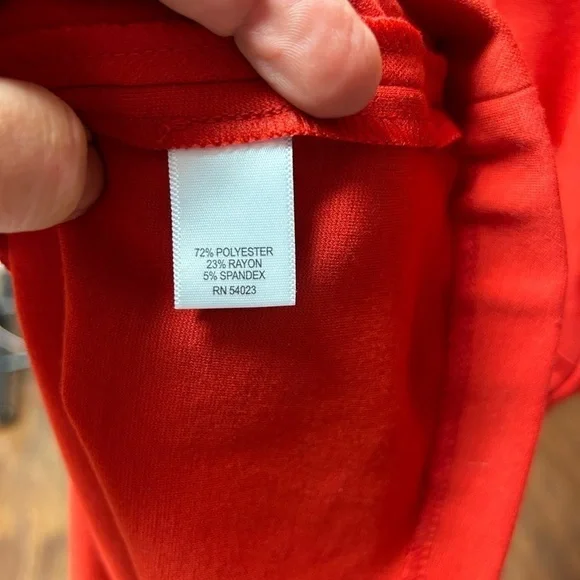 72% POLYESTER
23% RAYON
5% SPANDEX
RN 54023